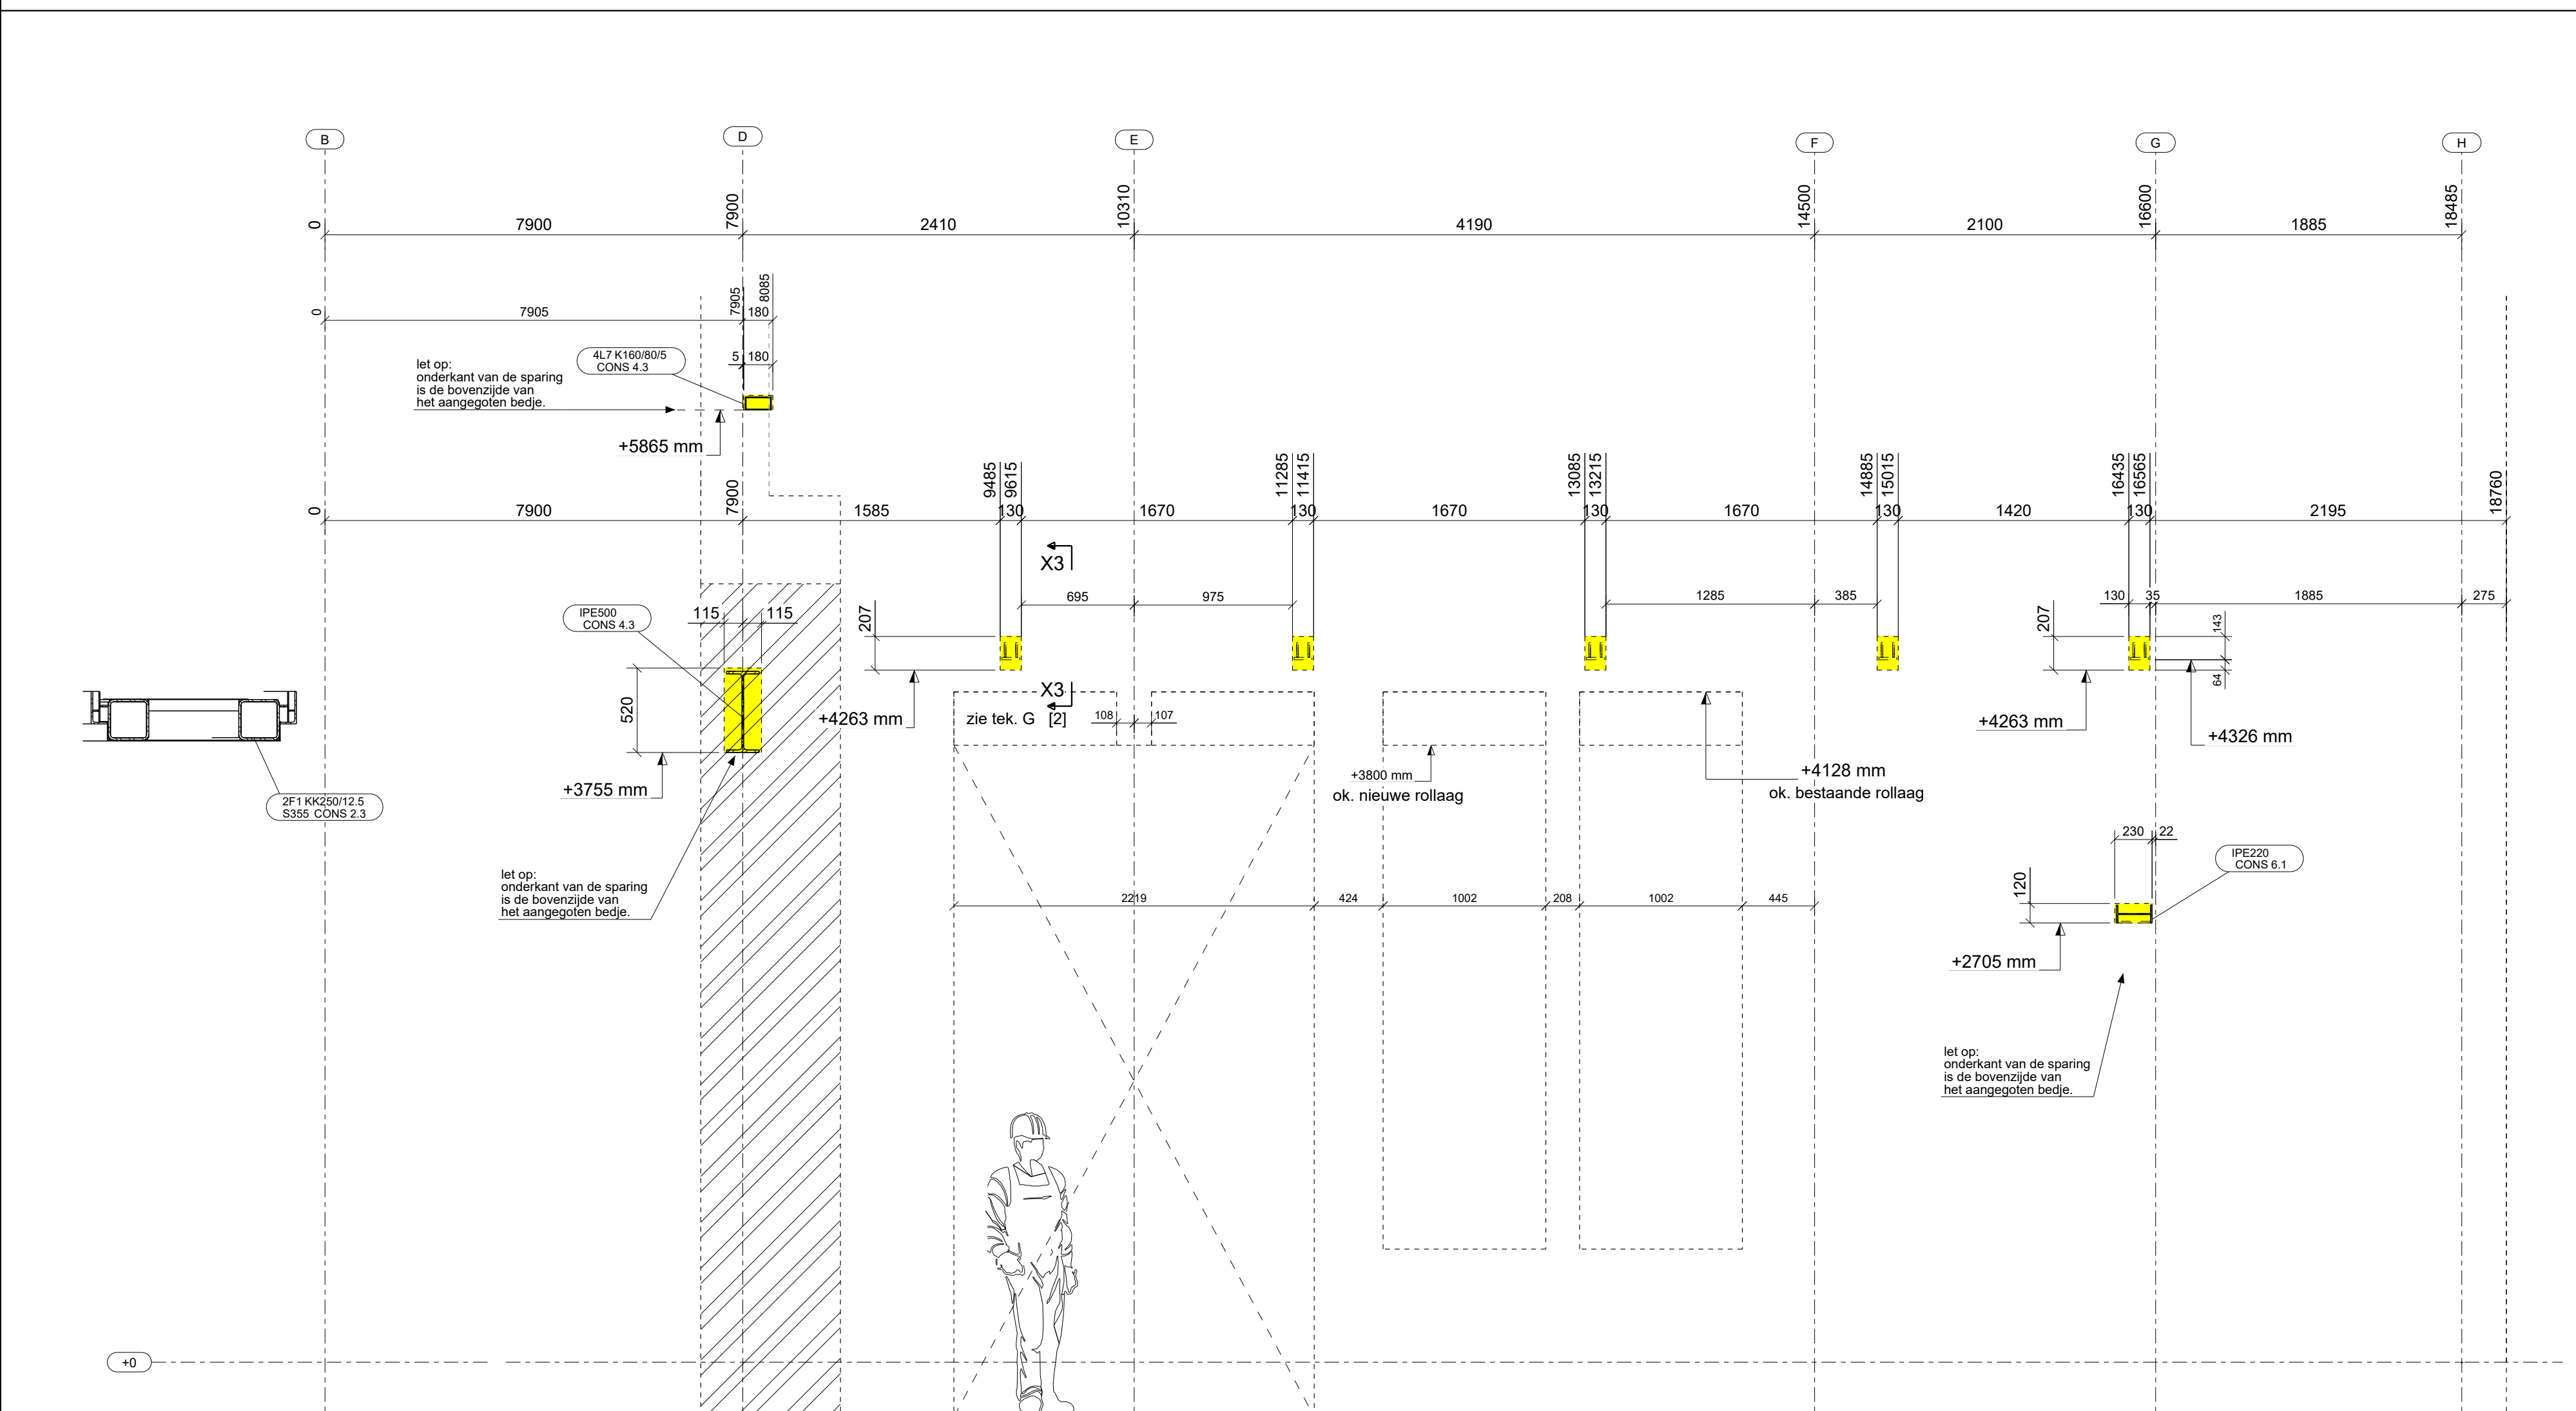 B
D
E
F
G
H
0
7900
7900
2410
10310
4190
14500
2100
16600
1885
18485
0
7905
7905
180
8085
5
180
let op:
onderkant van de sparing
is de bovenzijde van
het aangegoten bedje.
4L7 K160/80/5
CONS 4.3
+5865 mm
0
7900
7900
1585
9485
130
9615
1670
11285
130
11415
1670
13085
130
13215
1670
14885
130
15015
1420
16435
130
16565
2195
18760
X3
695
975
1285
385
130
35
1885
275
IPE500
CONS 4.3
115
115
207
207
143
64
520
X3
zie tek. G [2]
108
107
+4263 mm
+4263 mm
+4326 mm
+3755 mm
+3800 mm
ok. nieuwe rollaag
+4128 mm
ok. bestaande rollaag
2F1 KK250/12.5
S355 CONS 2.3
230
22
IPE220
CONS 6.1
120
let op:
onderkant van de sparing
is de bovenzijde van
het aangegoten bedje.
2219
424
1002
208
1002
445
+2705 mm
let op:
onderkant van de sparing
is de bovenzijde van
het aangegoten bedje.
+0